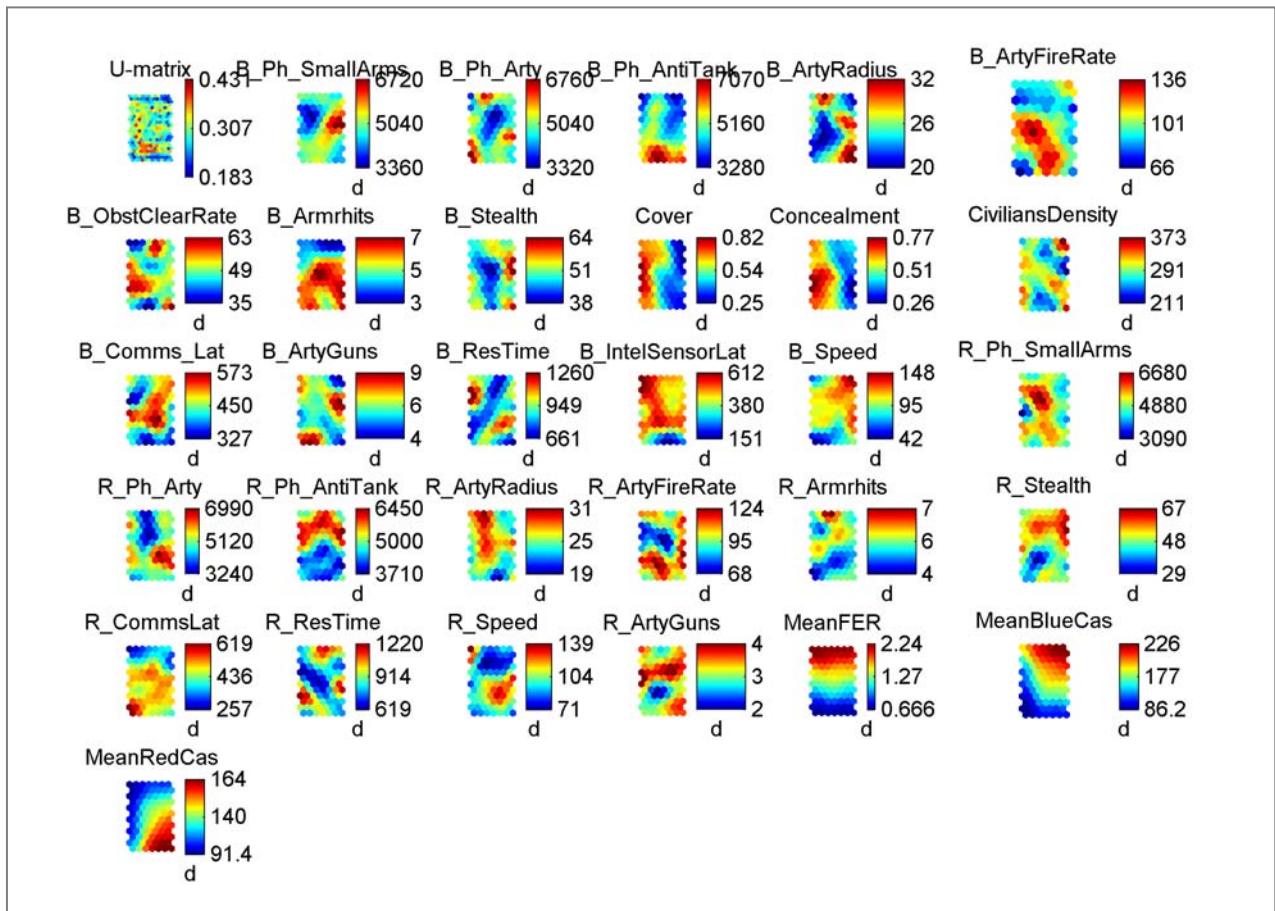 U-matrix
0.431
0.307
0.183
B_Ph_SmallArms
6720
5040
3360
d
B_Ph_Arty
6760
5040
3320
d
B_Ph_AntiTank
7070
5160
3280
d
B_ArtyRadius
32
26
20
d
B_ArtyFireRate
136
101
66
d
B_ObstClearRate
63
49
35
d
B_Armrhits
7
5
3
d
B_Stealth
64
51
38
d
Cover
0.82
0.54
0.25
d
Concealment
0.77
0.51
0.26
d
CiviliansDensity
373
291
211
d
B_Comms_Lat
573
450
327
d
B_ArtyGuns
9
6
4
d
B_ResTime
1260
949
661
d
B_IntelSensorLat
612
380
151
d
B_Speed
148
95
42
d
R_Ph_SmallArms
6680
4880
3090
d
R_Ph_Arty
6990
5120
3240
d
R_Ph_AntiTank
6450
5000
3710
d
R_ArtyRadius
31
25
19
d
R_ArtyFireRate
124
95
68
d
R_Armrhits
7
6
4
d
R_Stealth
67
48
29
d
R_CommsLat
619
436
257
d
R_ResTime
1220
914
619
d
R_Speed
139
104
71
d
R_ArtyGuns
4
3
3
2
d
MeanFER
2.24
1.27
0.666
d
MeanBlueCas
226
177
86.2
d
MeanRedCas
164
140
91.4
d